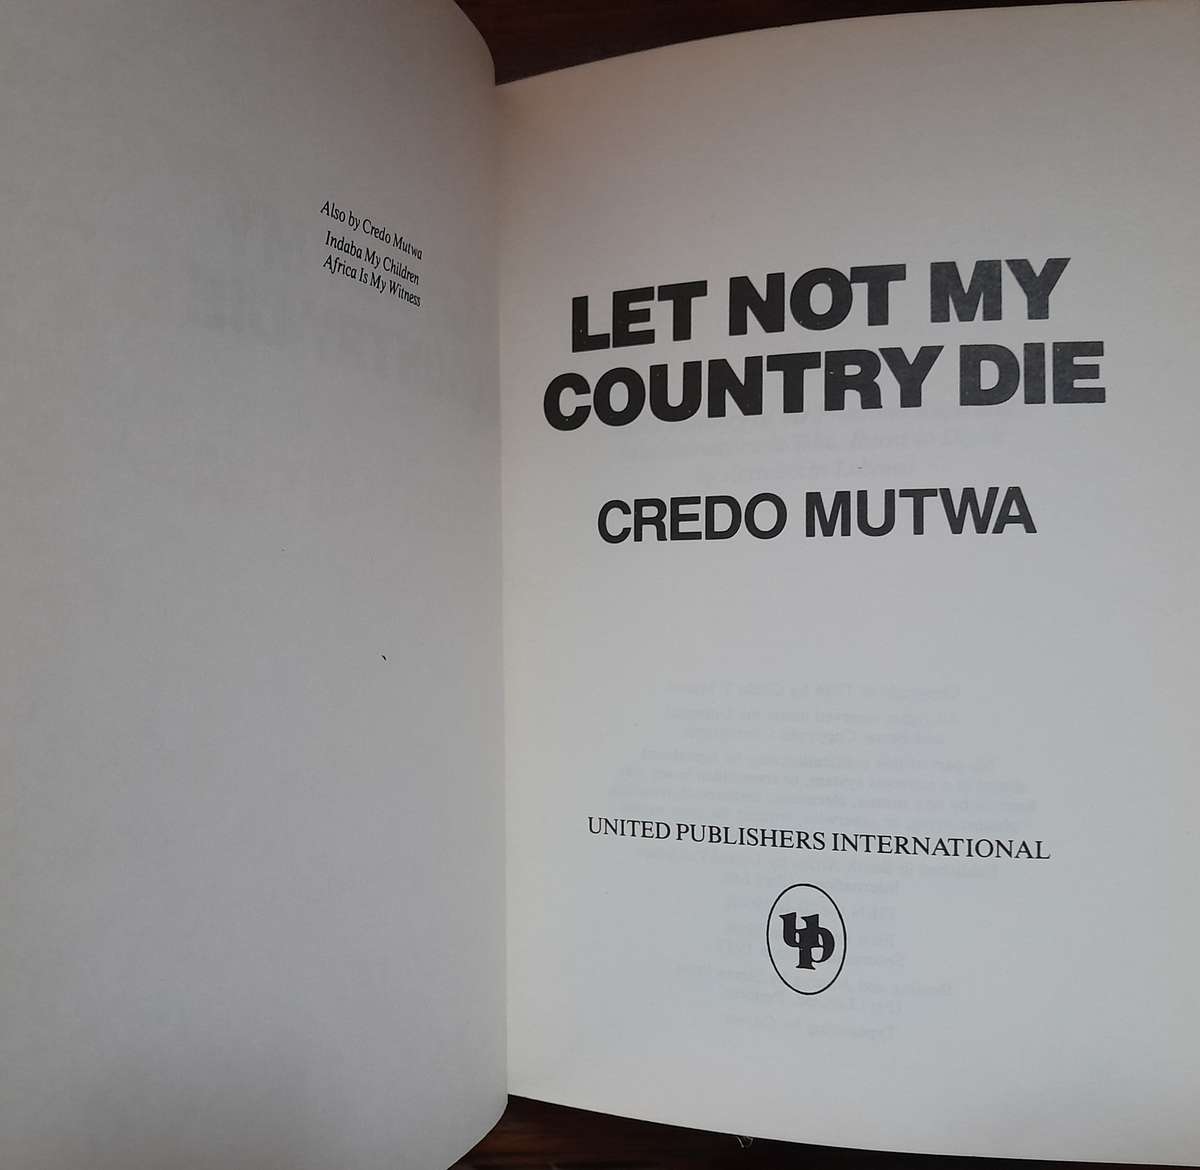 Also by Credo Mutwa
Indaba My Children
Africa Is My Witness
LET NOT MY
COUNTRY DIE
CREDO MUTWA
UNITED PUBLISHERS INTERNATIONAL
up